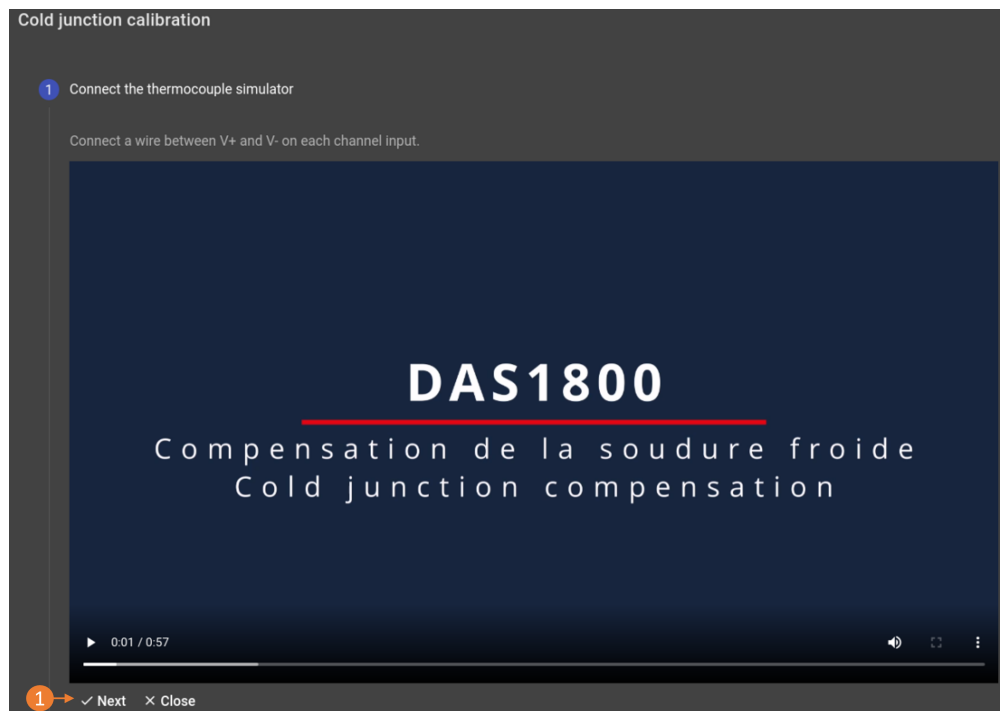 Cold junction calibration
1 Connect the thermocouple simulator
Connect a wire between V+ and V- on each channel input.
DAS1800
Compensation de la soudure froide
Cold junction compensation
0:01 / 0:57
1 Next Close